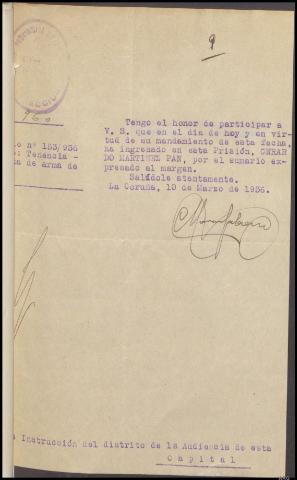 9
Tengo el honor de participar a
V. S. que en el dia de hoy y en vir-
tud de su mandamiento de esta fecha,
ha ingresado en esta Prisión, CONRA
DO MARTINEZ PAN, por el sumario ex-
presado al margen.
Salúdole atentamente.
La Coruña, 10 de Marzo de 1936.
o nº 153/936
: Tenencia -
a de arma de
Instrucción del distrito de la Audiencia de esta
Capital